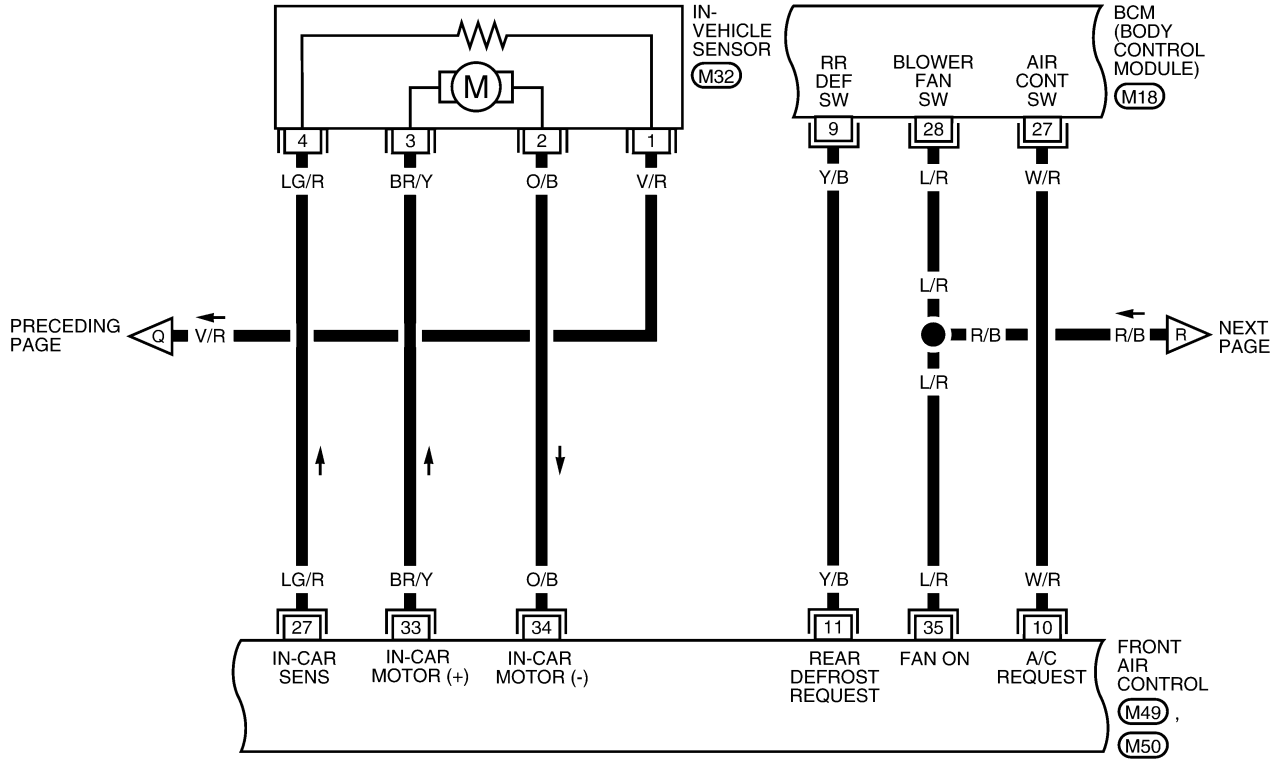 IN-
VEHICLE
SENSOR
M32
BCM
(BODY
CONTROL
MODULE)
M18
M
RR
DEF
SW
BLOWER
FAN
SW
AIR
CONT
SW
4
3
2
1
9
28
27
LG/R
BR/Y
O/B
V/R
Y/B
L/R
W/R
L/R
PRECEDING
PAGE
Q
V/R
R/B
R/B
R
NEXT
PAGE
L/R
LG/R
BR/Y
O/B
Y/B
L/R
W/R
27
33
34
11
35
10
IN-CAR
SENS
IN-CAR
MOTOR (+)
IN-CAR
MOTOR (-)
REAR
DEFROST
REQUEST
FAN ON
A/C
REQUEST
FRONT
AIR
CONTROL
M49 ,
M50